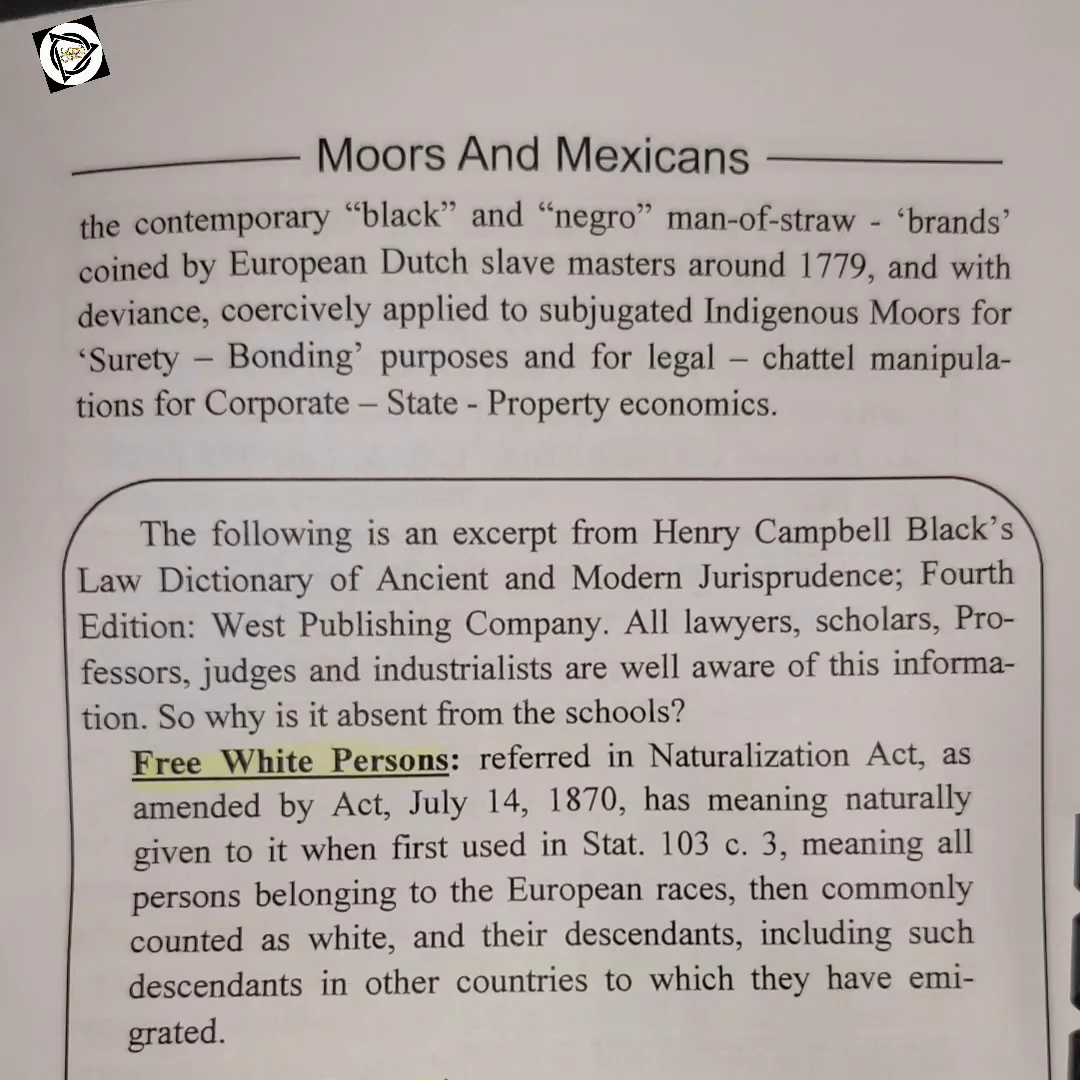 Moors And Mexicans
the contemporary “black” and “negro” man-of-straw - ‘brands’
coined by European Dutch slave masters around 1779, and with
deviance, coercively applied to subjugated Indigenous Moors for
‘Surety – Bonding’ purposes and for legal – chattel manipula-
tions for Corporate – State - Property economics.
The following is an excerpt from Henry Campbell Black’s
Law Dictionary of Ancient and Modern Jurisprudence; Fourth
Edition: West Publishing Company. All lawyers, scholars, Pro-
fessors, judges and industrialists are well aware of this informa-
tion. So why is it absent from the schools?
Free White Persons: referred in Naturalization Act, as
amended by Act, July 14, 1870, has meaning naturally
given to it when first used in Stat. 103 c. 3, meaning all
persons belonging to the European races, then commonly
counted as white, and their descendants, including such
descendants in other countries to which they have emi-
grated.